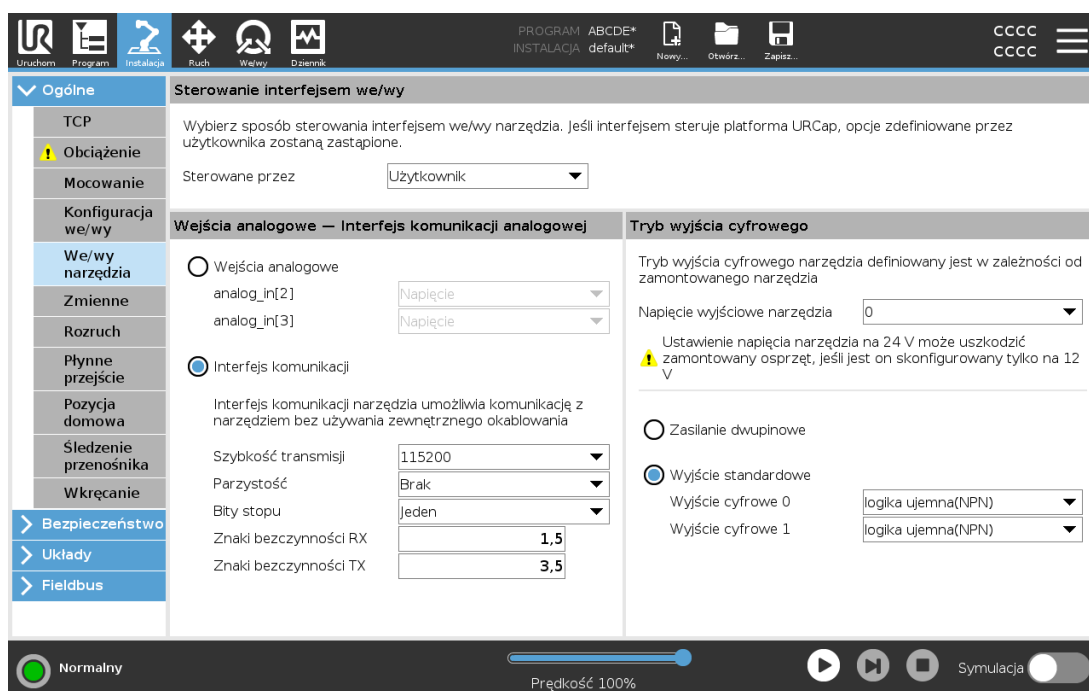 UR
PROGRAM ABCDE*
INSTALACJA default*
CCCC
CCCC
Uruchom Program Instalacja Ruch We/wy Dziennik Nowy... Otwórz... Zapisz...
Ogólne
TCP
Obciążenie
Mocowanie
Konfiguracja
we/wy
We/wy
narzędzia
Zmienne
Rozruch
Płynne
przejście
Pozycja
domowa
Śledzenie
przenośnika
Wkręcanie
Bezpieczeństwo
Układy
Fieldbus
Sterowanie interfejsem we/wy
Wybierz sposób sterowania interfejsem we/wy narzędzia. Jeśli interfejsem steruje platforma URCap, opcje zdefiniowane przez
użytkownika zostaną zastąpione.
Sterowane przez Użytkownik
Wejścia analogowe — Interfejs komunikacji analogowej
Wejścia analogowe
analog_in[2] Napięcie
analog_in[3] Napięcie
Interfejs komunikacji
Interfejs komunikacji narzędzia umożliwia komunikację z
narzędziem bez używania zewnętrznego okablowania
Szybkość transmisji 115200
Parzystość Brak
Bity stopu Jeden
Znaki bezczynności RX 1,5
Znaki bezczynności TX 3,5
Tryb wyjścia cyfrowego
Tryb wyjścia cyfrowego narzędzia definiowany jest w zależności od
zamontowanego narzędzia
Napięcie wyjściowe narzędzia 0
Ustawienie napięcia narzędzia na 24 V może uszkodzić
zamontowany osprzęt, jeśli jest on skonfigurowany tylko na 12
V
Zasilanie dwupinowe
Wyjście standardowe
Wyjście cyfrowe 0 logika ujemna(NPN)
Wyjście cyfrowe 1 logika ujemna(NPN)
Normalny
Prędkość 100%
Symulacja